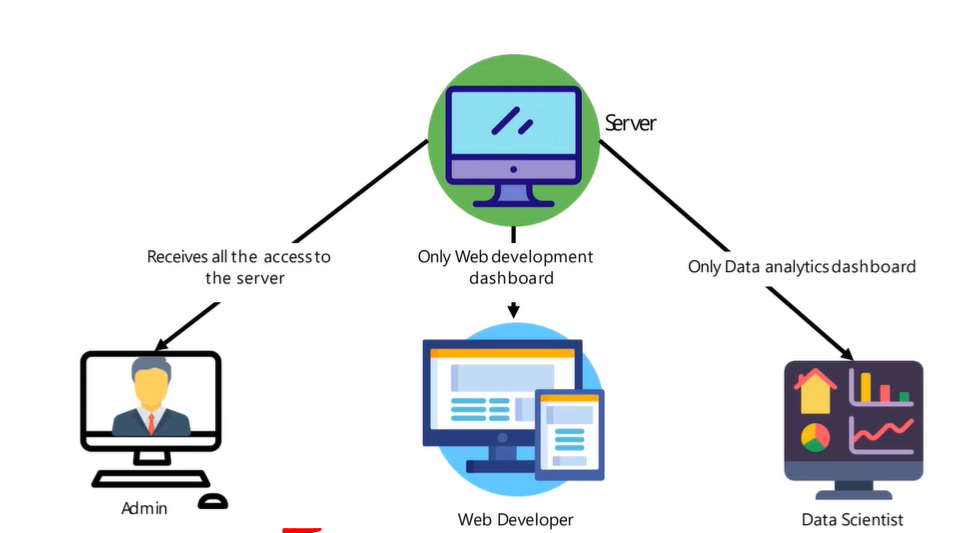 Server
Receives all the access to
the server
Only Web development
dashboard
Only Data analytics dashboard
Admin
Web Developer
Data Scientist